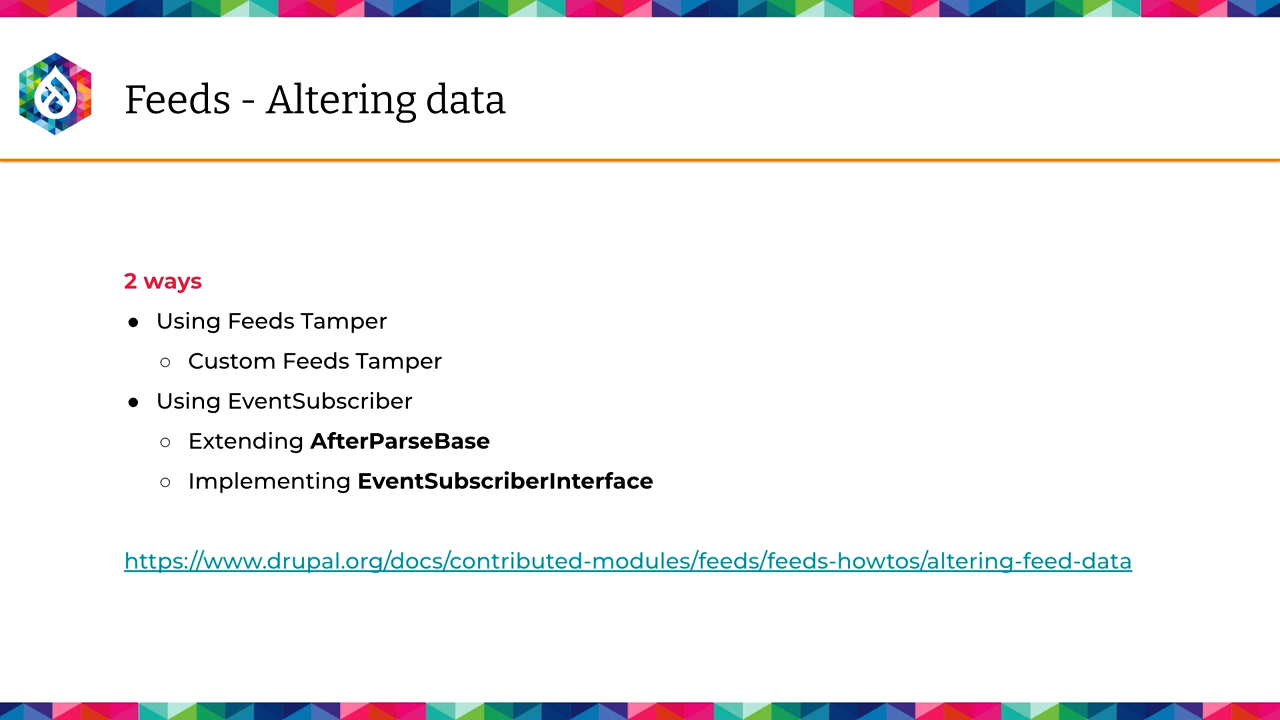 Feeds - Altering data
2 ways
● Using Feeds Tamper
○ Custom Feeds Tamper
● Using EventSubscriber
○ Extending AfterParseBase
○ Implementing EventSubscriberInterface
https://www.drupal.org/docs/contributed-modules/feeds/feeds-howtos/altering-feed-data